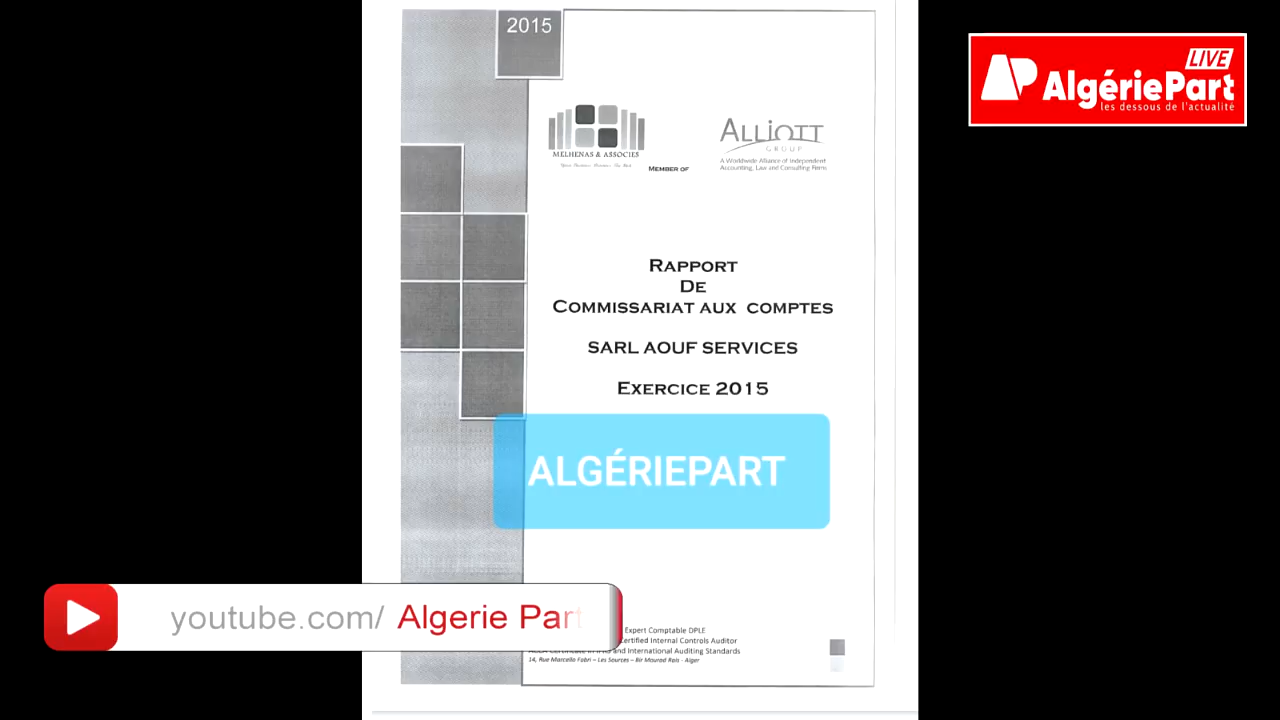 2015
LIVE
AP AlgériePart
les dessous de l'actualité
MELHENAS & ASSOCIES
MEMBER OF
ALLIOTT
GROUP
A Worldwide Alliance of Independent
Accounting, Law and Consulting Firms
RAPPORT
DE
COMMISSARIAT AUX COMPTES
SARL AOUF SERVICES
EXERCICE 2015
ALGÉRIEPART
youtube.com/ Algerie Part
Expert Comptable DPLE
Certified Internal Controls Auditor
and International Auditing Standards
14, Rue Marcello Fabri – Les Sources – Bir Mourad Rais - Alger